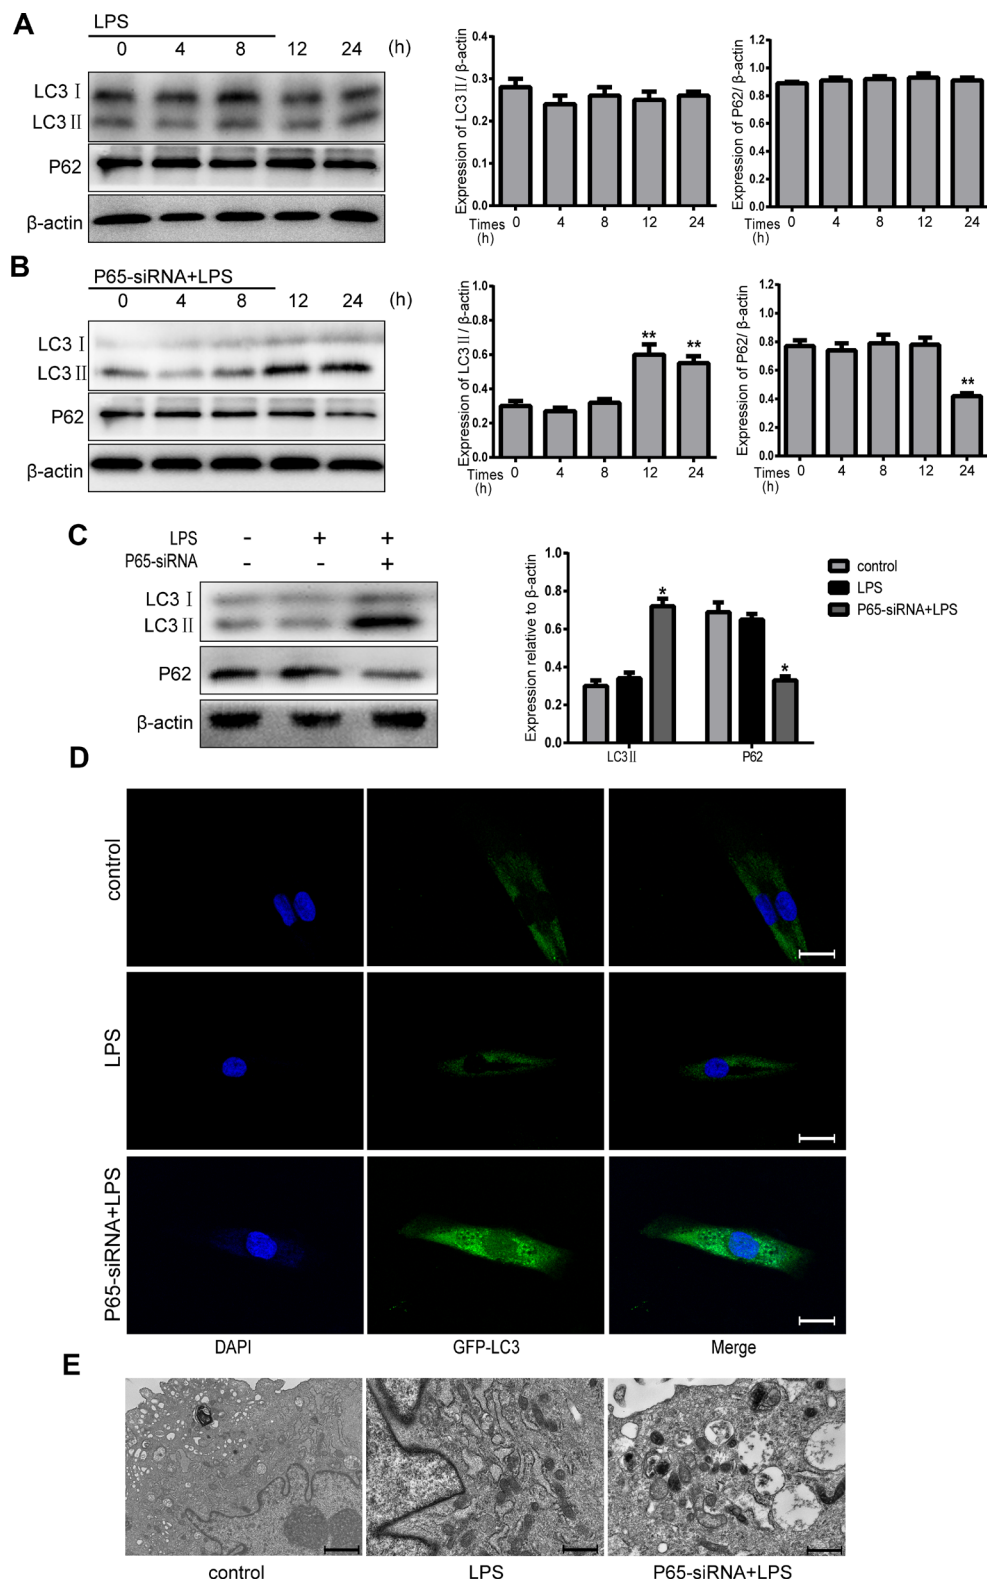 A
LPS
0 4 8 12 24 (h)
LC3 Ⅰ
LC3 Ⅱ
P62
β-actin
Expression of LC3Ⅱ/ β-actin
0.4
0.3
0.2
0.1
0.0
Times (h)
0 4 8 12 24
Expression of P62/ β-actin
1.2
1.0
0.8
0.6
0.4
0.2
0.0
Times (h)
0 4 8 12 24
B
P65-siRNA+LPS
0 4 8 12 24 (h)
LC3 Ⅰ
LC3 Ⅱ
P62
β-actin
Expression of LC3Ⅱ/ β-actin
1.0
0.8
0.6
0.4
0.2
0.0
** **
Times (h)
0 4 8 12 24
Expression of P62/ β-actin
1.2
1.0
0.8
0.6
0.4
0.2
0.0
**
Times (h)
0 4 8 12 24
C
LPS - + +
P65-siRNA - - +
LC3 Ⅰ
LC3 Ⅱ
P62
β-actin
Expression relative to β-actin
1.0
0.8
0.6
0.4
0.2
0.0
* *
LC3Ⅱ P62
control
LPS
P65-siRNA+LPS
D
control
LPS
P65-siRNA+LPS
DAPI GFP-LC3 Merge
E
control LPS P65-siRNA+LPS